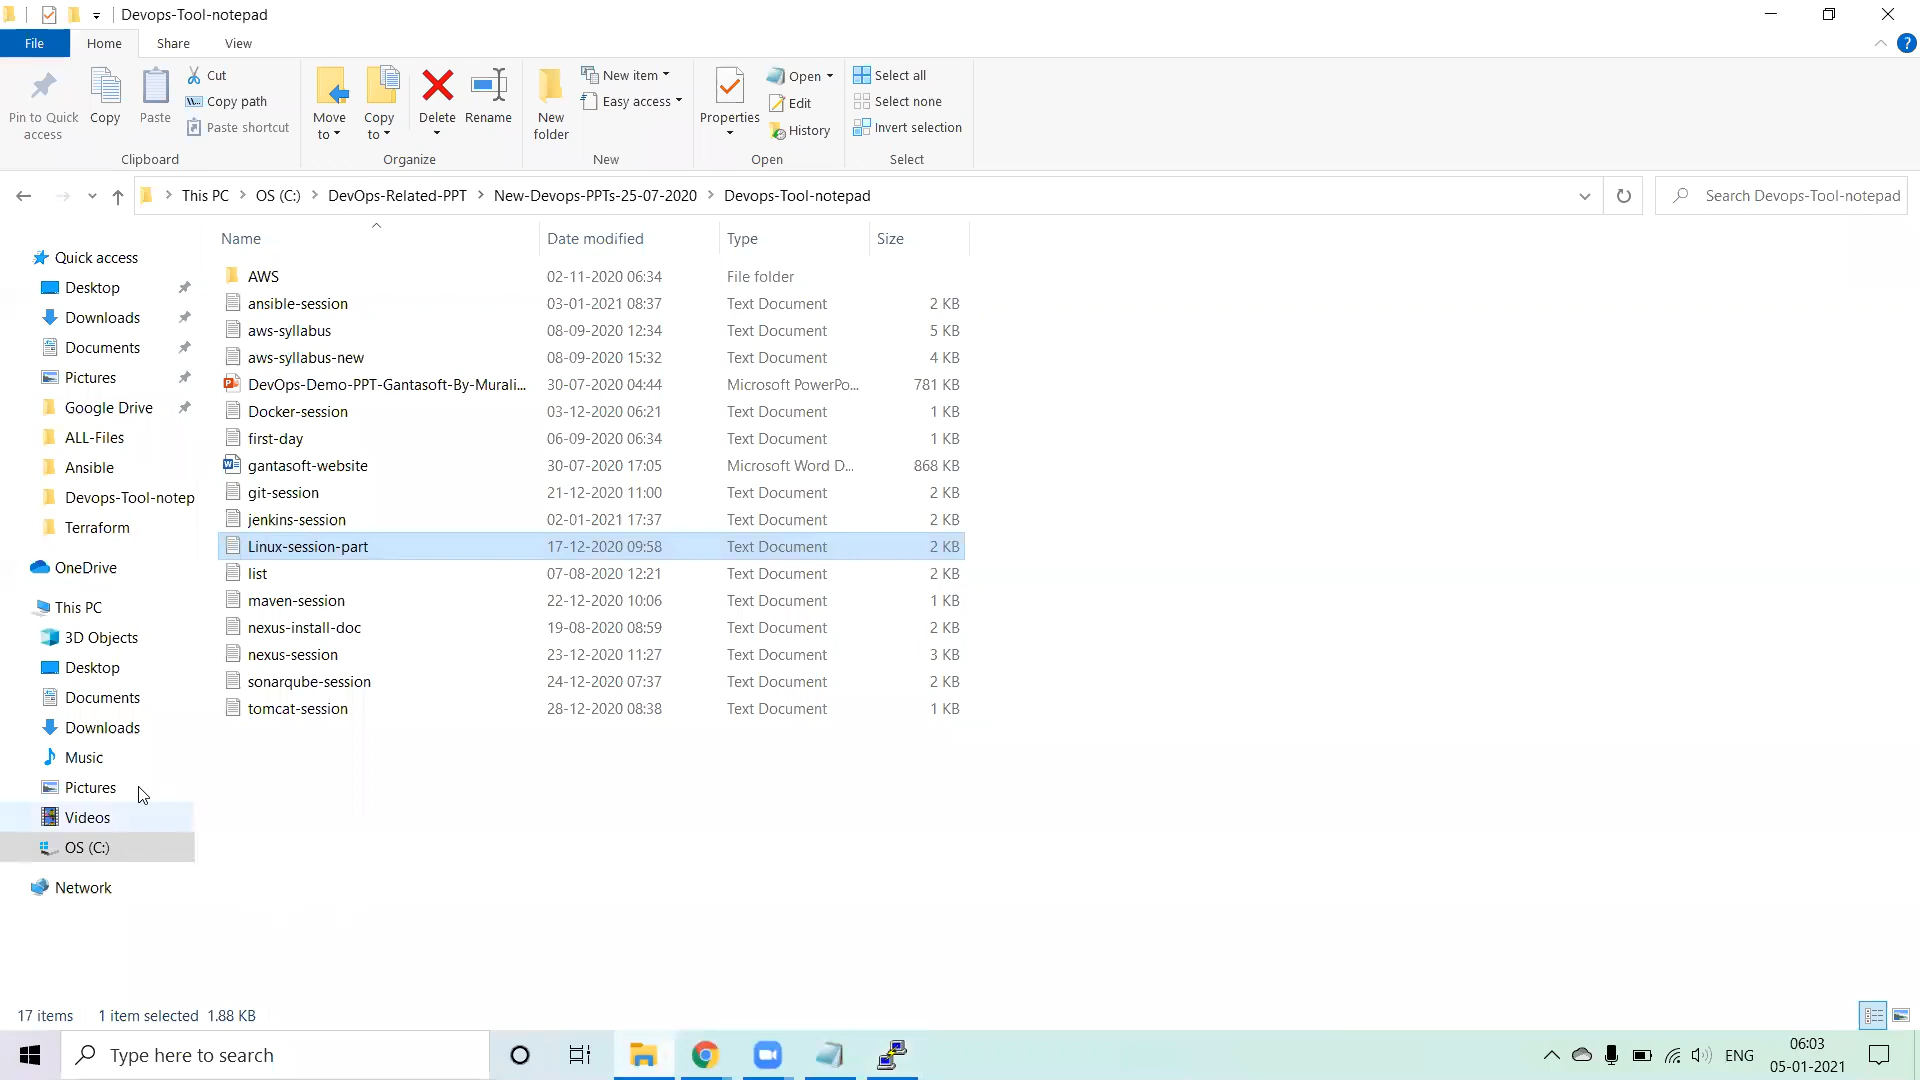 Devops-Tool-notepad
File Home Share View
Pin to Quick access
Copy
Paste
Cut
Copy path
Paste shortcut
Clipboard
Move to
Copy to
Delete
Rename
Organize
New folder
New item
Easy access
New
Properties
Open
Edit
History
Open
Select all
Select none
Invert selection
Select
This PC > OS (C:) > DevOps-Related-PPT > New-Devops-PPTs-25-07-2020 > Devops-Tool-notepad
Search Devops-Tool-notepad
Quick access
Desktop
Downloads
Documents
Pictures
Google Drive
ALL-Files
Ansible
Devops-Tool-notep
Terraform
OneDrive
This PC
3D Objects
Desktop
Documents
Downloads
Music
Pictures
Videos
OS (C:)
Network
Name Date modified Type Size
AWS 02-11-2020 06:34 File folder
ansible-session 03-01-2021 08:37 Text Document 2 KB
aws-syllabus 08-09-2020 12:34 Text Document 5 KB
aws-syllabus-new 08-09-2020 15:32 Text Document 4 KB
DevOps-Demo-PPT-Gantasoft-By-Murali... 30-07-2020 04:44 Microsoft PowerPo... 781 KB
Docker-session 03-12-2020 06:21 Text Document 1 KB
first-day 06-09-2020 06:34 Text Document 1 KB
gantasoft-website 30-07-2020 17:05 Microsoft Word D... 868 KB
git-session 21-12-2020 11:00 Text Document 2 KB
jenkins-session 02-01-2021 17:37 Text Document 2 KB
Linux-session-part 17-12-2020 09:58 Text Document 2 KB
list 07-08-2020 12:21 Text Document 2 KB
maven-session 22-12-2020 10:06 Text Document 1 KB
nexus-install-doc 19-08-2020 08:59 Text Document 2 KB
nexus-session 23-12-2020 11:27 Text Document 3 KB
sonarqube-session 24-12-2020 07:37 Text Document 2 KB
tomcat-session 28-12-2020 08:38 Text Document 1 KB
17 items 1 item selected 1.88 KB
Type here to search
ENG
06:03
05-01-2021